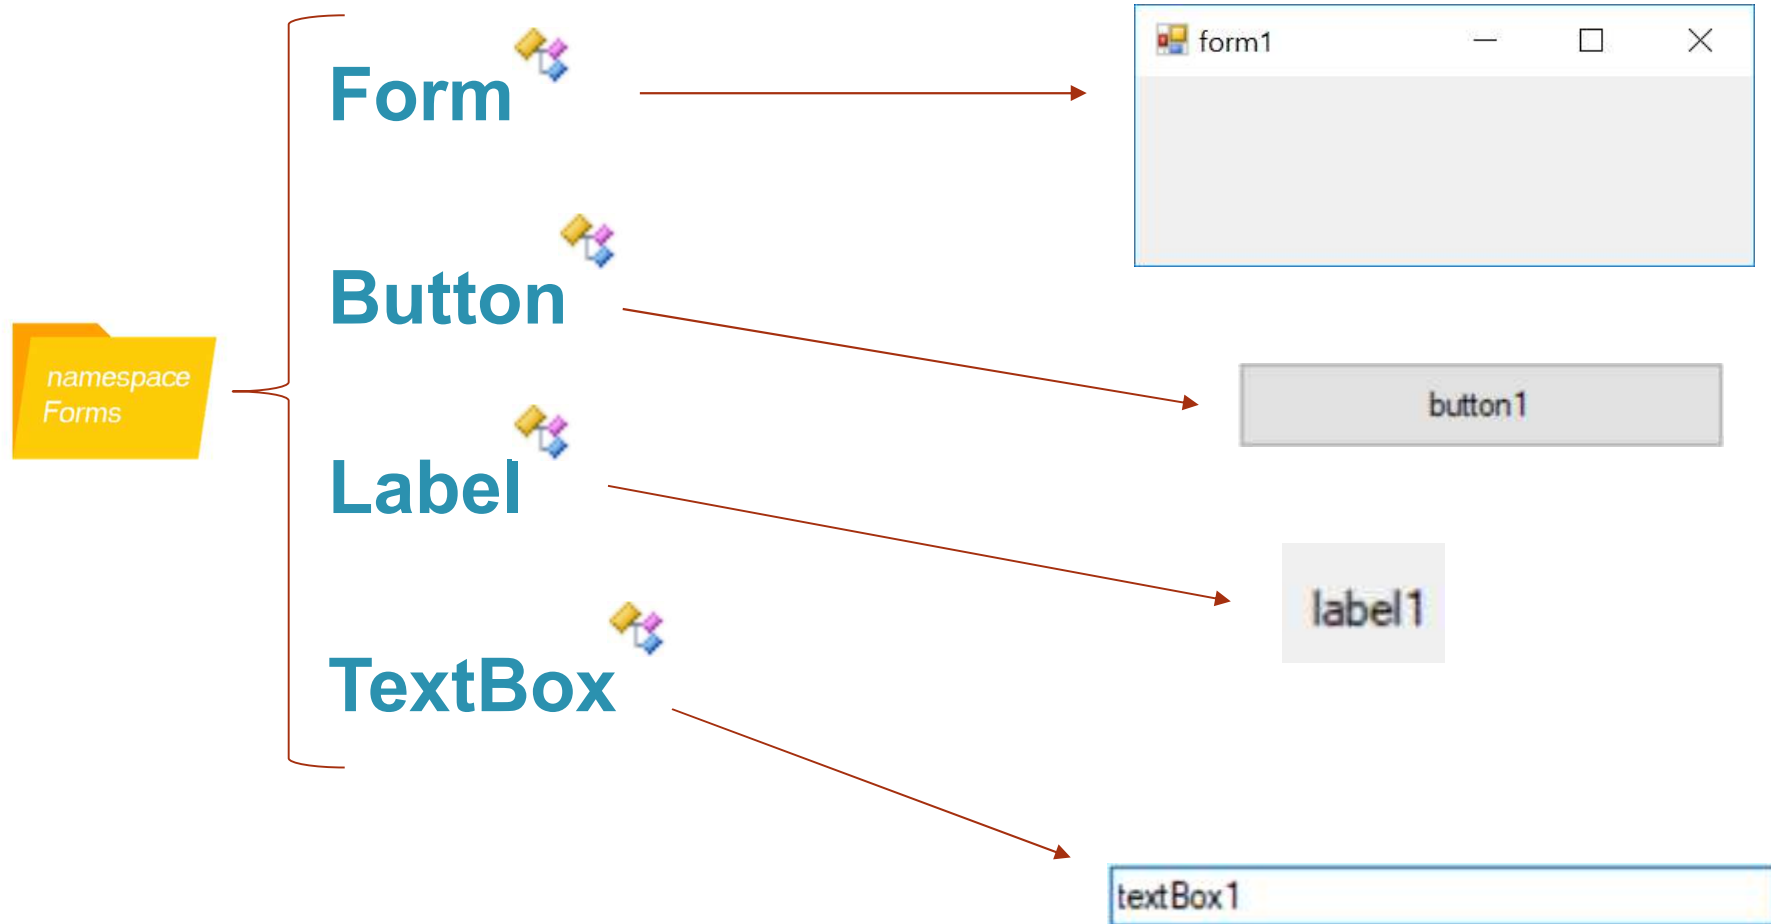 namespace
Forms
Form
form1
Button
button1
Label
label1
TextBox
textBox1